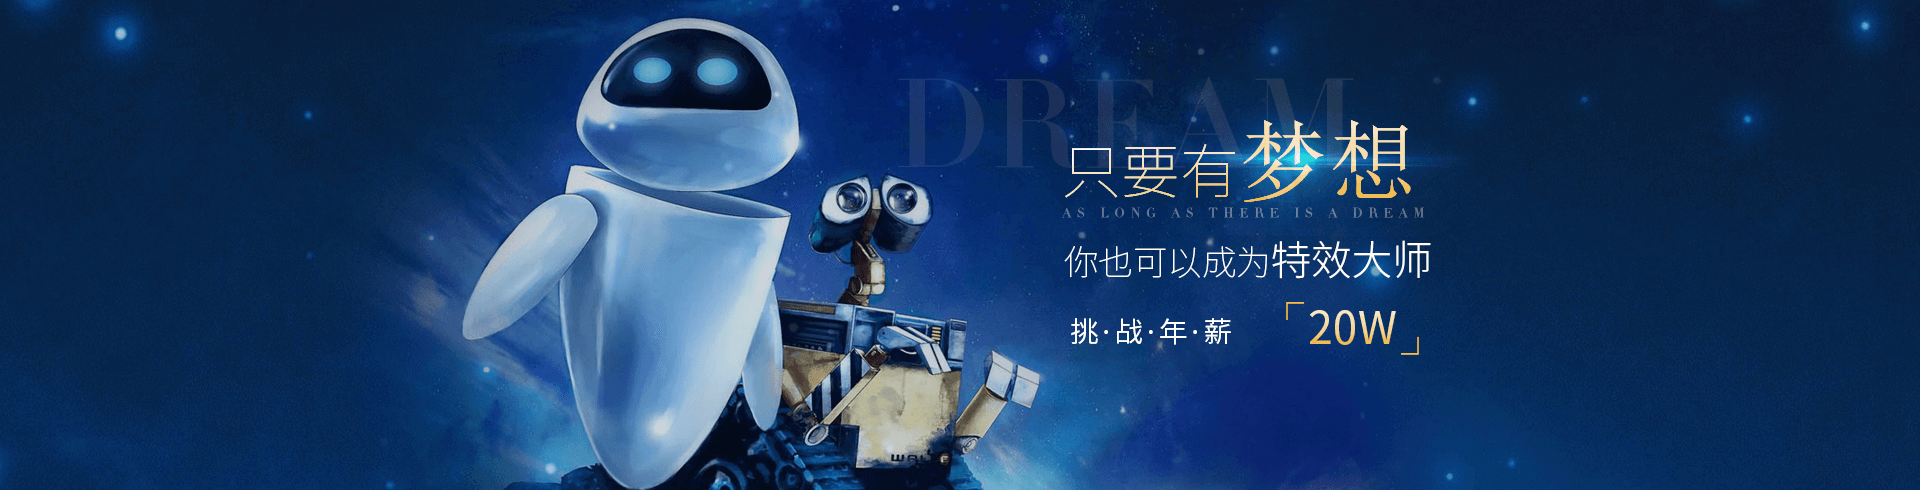 DREAM
只要有梦想
AS LONG AS THERE IS A DREAM
你也可以成为特效大师
挑·战·年·薪 「20W」
WALL